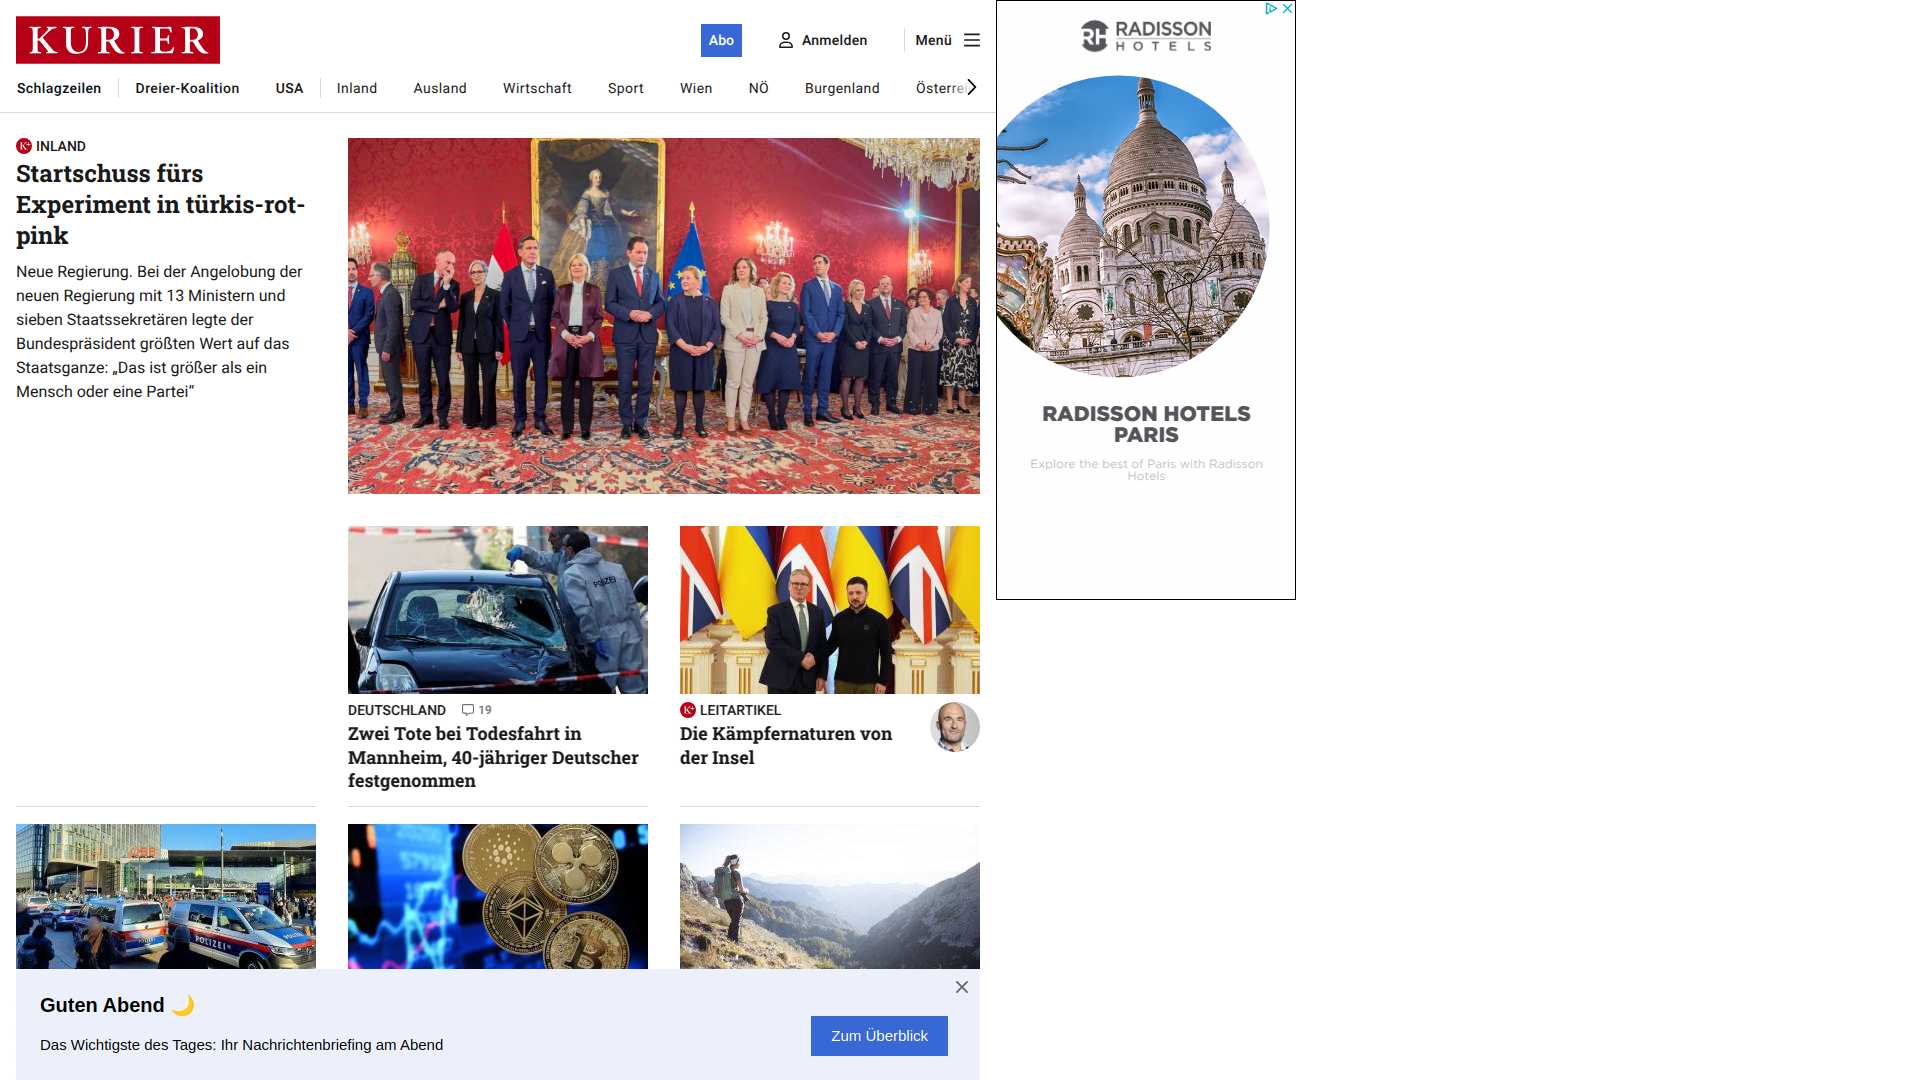 KURIER
Abo
Anmelden
Menü
Schlagzeilen
Dreier-Koalition
USA
Inland
Ausland
Wirtschaft
Sport
Wien
NÖ
Burgenland
Österre
K+ INLAND
Startschuss fürs
Experiment in türkis-rot-
pink
Neue Regierung. Bei der Angelobung der
neuen Regierung mit 13 Ministern und
sieben Staatssekretären legte der
Bundespräsident größten Wert auf das
Staatsganze: „Das ist größer als ein
Mensch oder eine Partei“
POLIZEI
DEUTSCHLAND 19
Zwei Tote bei Todesfahrt in
Mannheim, 40-jähriger Deutscher
festgenommen
K+ LEITARTIKEL
Die Kämpfernaturen von
der Insel
ÖBB
POLIZEI
BITCOIN
Guten Abend 🌙
Das Wichtigste des Tages: Ihr Nachrichtenbriefing am Abend
Zum Überblick
RH RADISSON
HOTELS
RADISSON HOTELS
PARIS
Explore the best of Paris with Radisson
Hotels